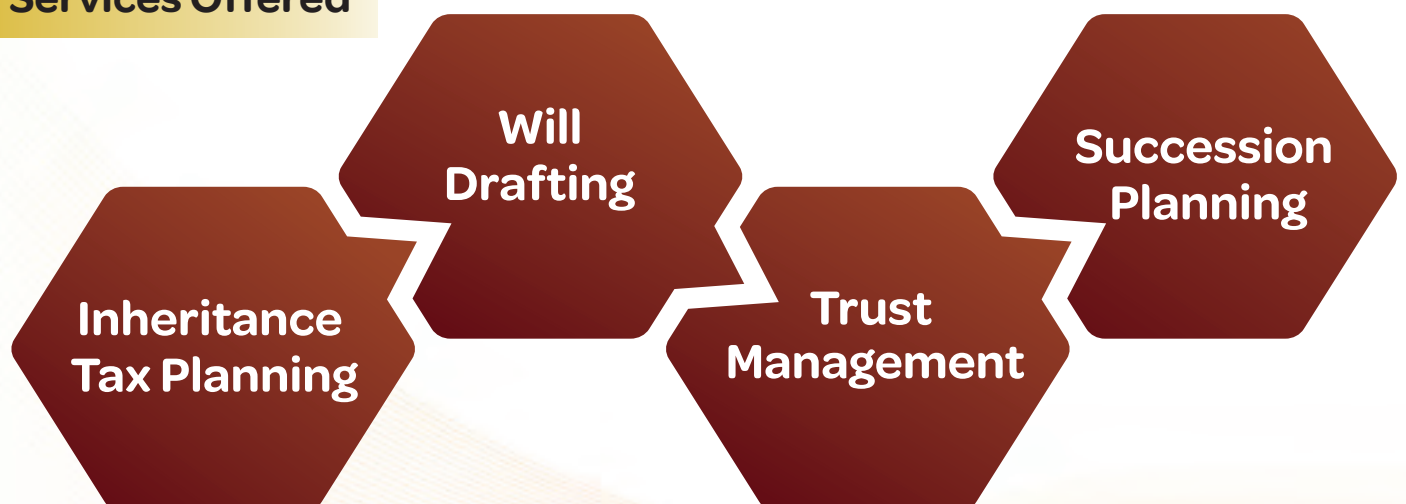 Services Offered
Inheritance
Tax Planning
Will
Drafting
Trust
Management
Succession
Planning